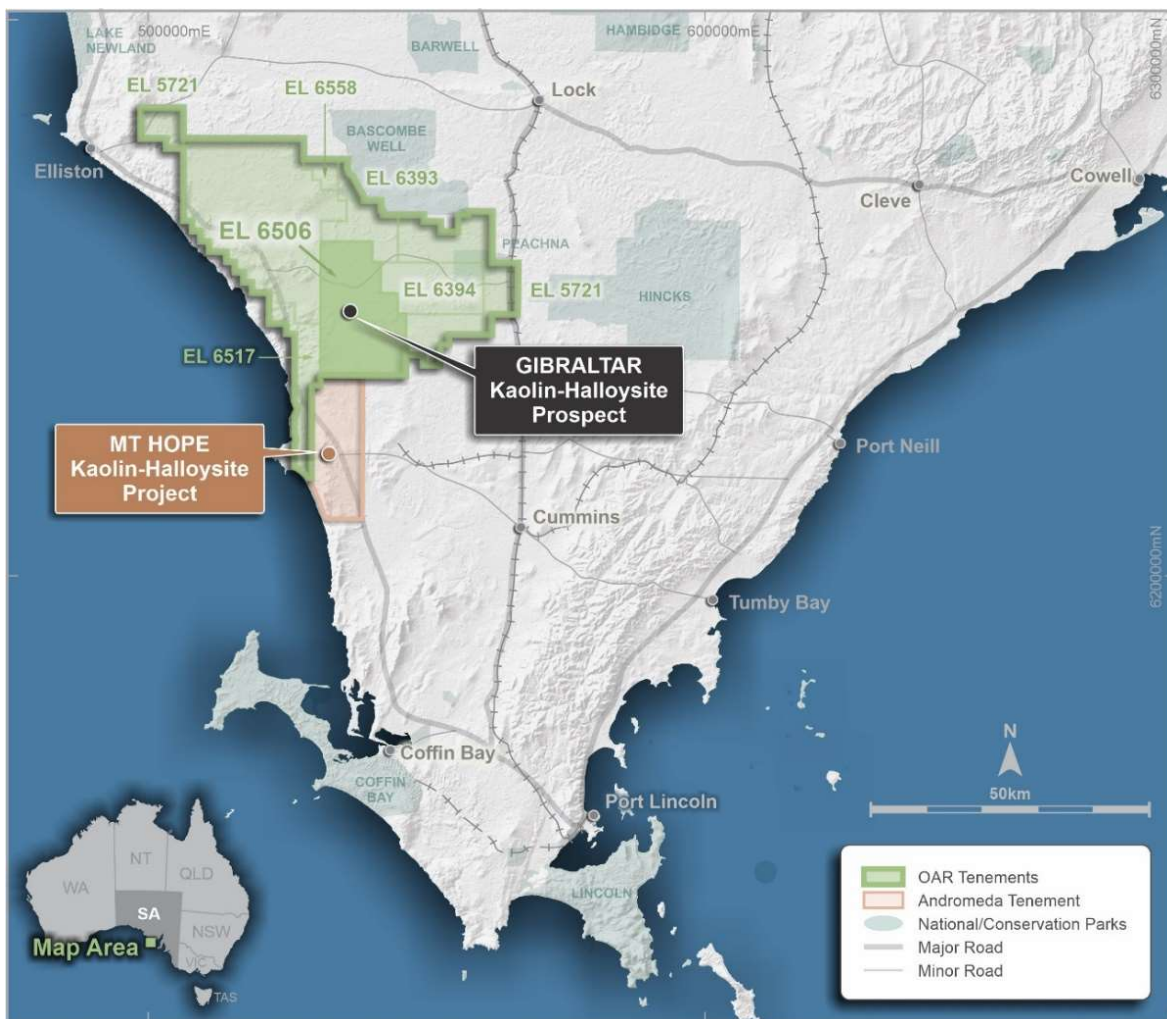 500000mE
600000mE
6300000mN
6200000mN
LAKE
NEWLAND
BARWELL
HAMBIDGE
EL 5721
EL 6558
Lock
BASCOMBE
WELL
Elliston
EL 6393
Cowell
Cleve
EL 6506
PEACHNA
EL 6394
EL 5721
HINCKS
EL 6517
GIBRALTAR
Kaolin-Halloysite
Prospect
MT HOPE
Kaolin-Halloysite
Project
Port Neill
Cummins
Tumby Bay
Coffin Bay
COFFIN
BAY
Port Lincoln
LINCOLN
N
50km
WA
NT
QLD
SA
NSW
VIC
TAS
Map Area
OAR Tenements
Andromeda Tenement
National/Conservation Parks
Major Road
Minor Road